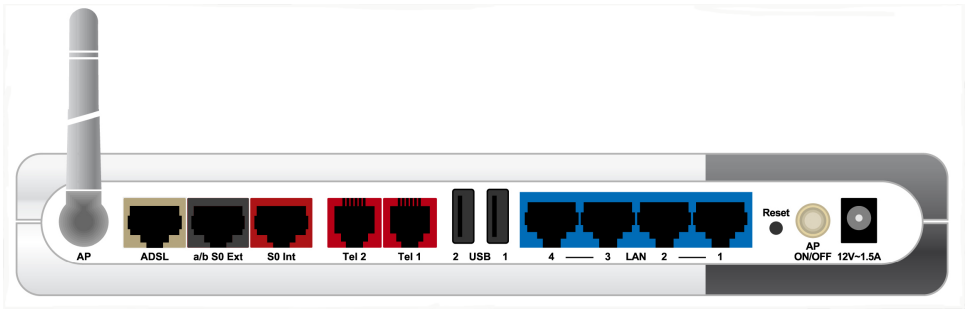 Reset
AP
ADSL
a/b S0 Ext
S0 Int
Tel 2
Tel 1
2 USB 1
4 3 LAN 2 1
AP
ON/OFF
12V~1.5A